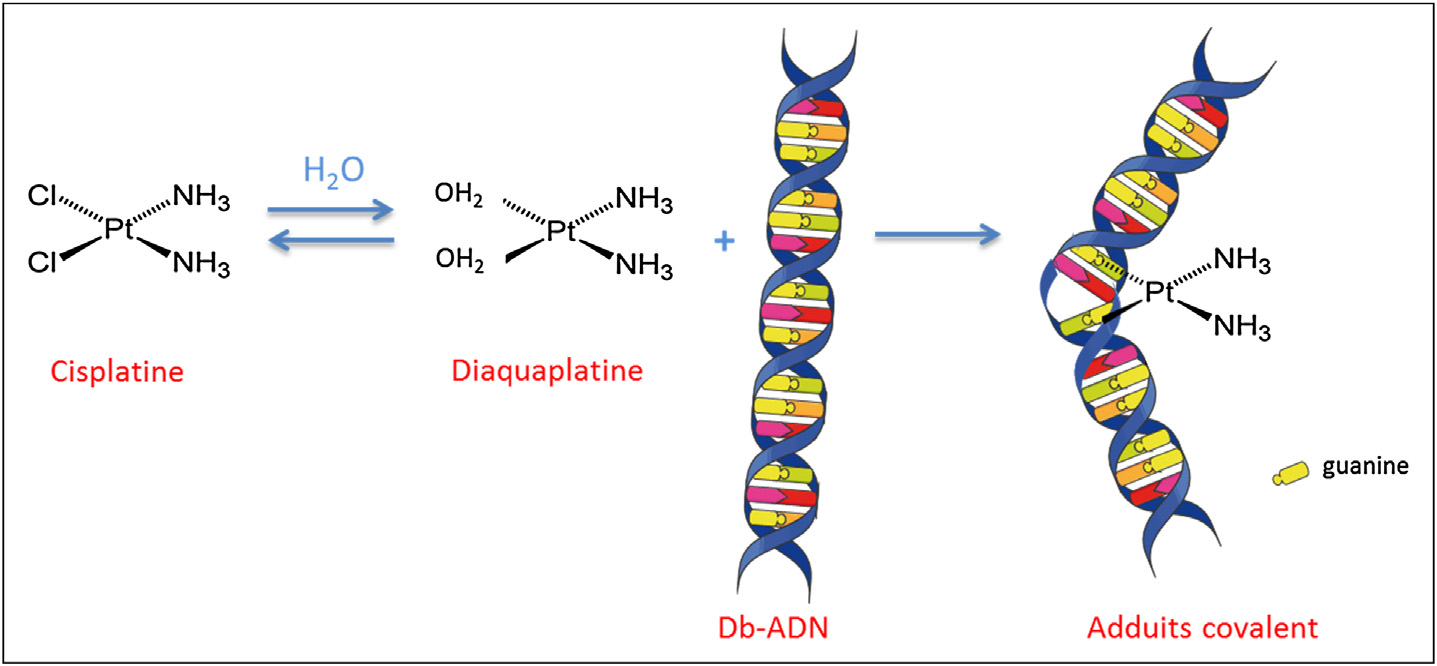 Cl
NH3
Pt
Cl
NH3
Cisplatine
H2O
OH2
NH3
Pt
OH2
NH3
Diaquaplatine
+
Db-ADN
NH3
Pt
NH3
guanine
Adduits covalent